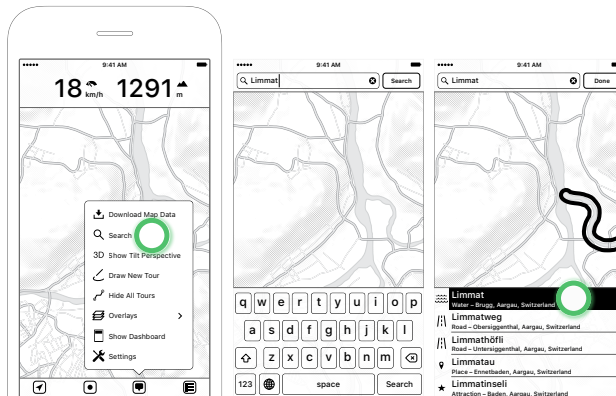 9:41 AM
18 km/h 1291 m
Download Map Data
Search
3D Show Tilt Perspective
Draw New Tour
Hide All Tours
Overlays
Show Dashboard
Settings
9:41 AM
Limmat Search
q w e r t y u i o p
a s d f g h j k l
z x c v b n m
123 space Search
9:41 AM
Limmat Done
Limmat
Water – Brugg, Aargau, Switzerland
Limmatweg
Road – Obersiggenthal, Aargau, Switzerland
Limmathöfli
Road – Untersiggenthal, Aargau, Switzerland
Limmatau
Place – Ennetbaden, Aargau, Switzerland
Limmatinseli
Attraction – Baden, Aargau, Switzerland